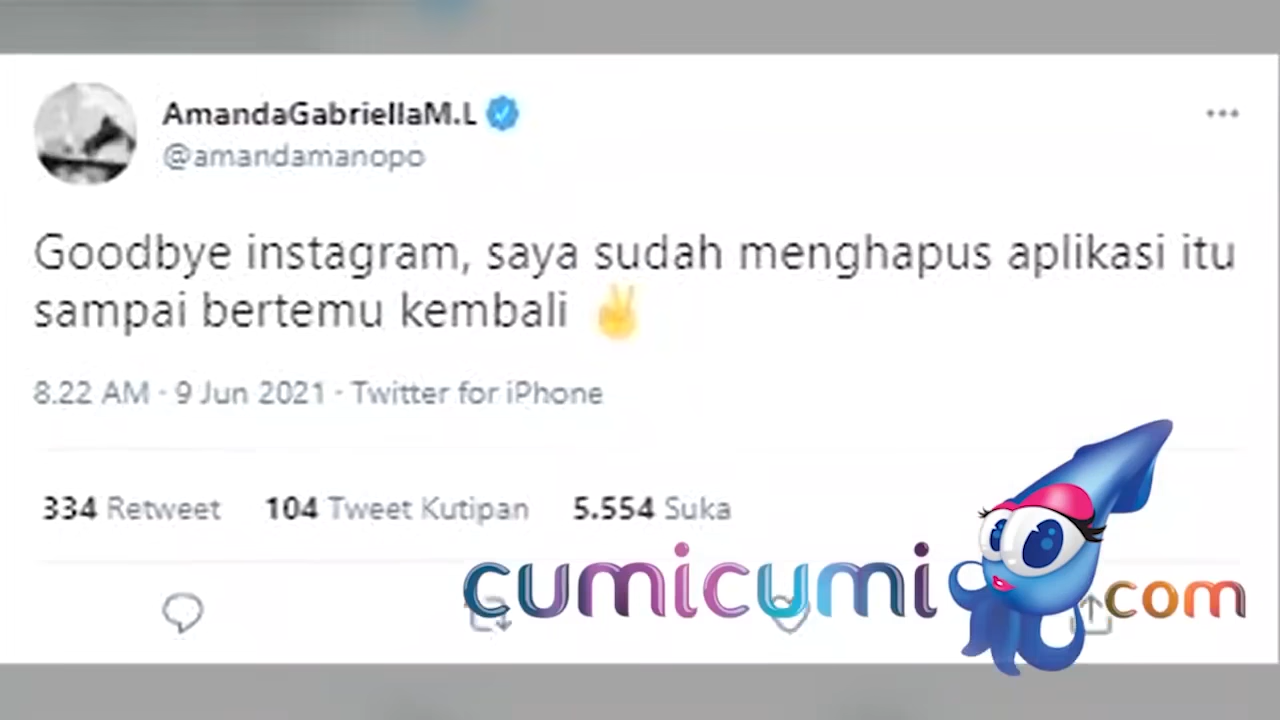 AmandaGabriellaM.L
@amandamanopo
Goodbye instagram, saya sudah menghapus aplikasi itu
sampai bertemu kembali ✌
8.22 AM · 9 Jun 2021 · Twitter for iPhone
334 Retweet 104 Tweet Kutipan 5.554 Suka
cumicumi.com